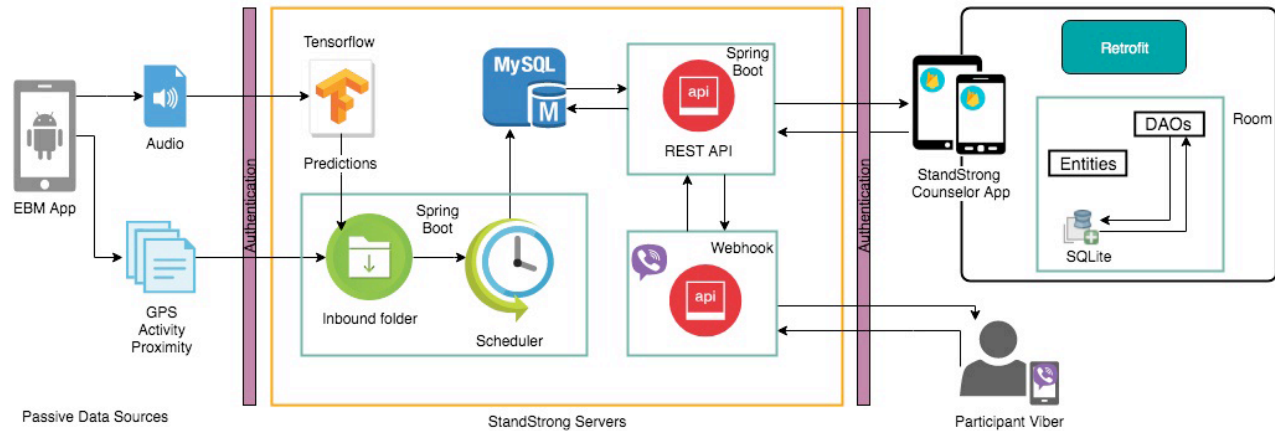 EBM App
Audio
GPS
Activity
Proximity
Passive Data Sources
Authentication
Tensorflow
Predictions
Spring
Boot
Inbound folder
Scheduler
MySQL
M
Spring
Boot
api
REST API
Webhook
api
StandStrong Servers
Authentication
StandStrong
Counselor App
Retrofit
Room
DAOs
Entities
SQLite
Participant Viber